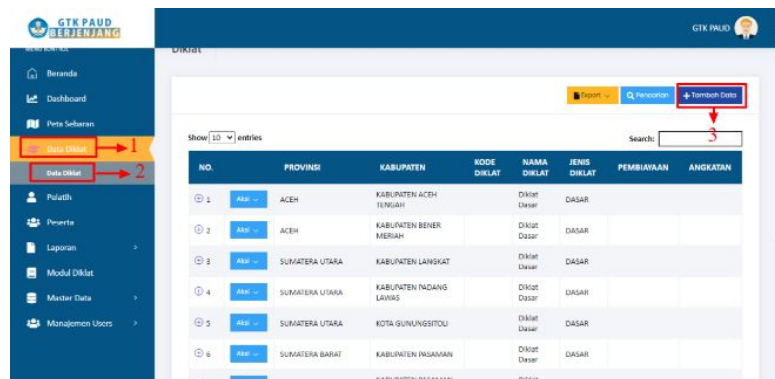 GTK PAUD
BERJENJANG
GTK PAUD
MENU KONTROL
Diklat
Beranda
Dashboard
Peta Sebaran
Data Diklat
1
Data Diklat
2
Pelatih
Peserta
Laporan
Modul Diklat
Master Data
Manajemen Users
Export
Pencarian
+ Tambah Data
3
Show 10 entries
Search:
NO. PROVINSI KABUPATEN KODE DIKLAT NAMA DIKLAT JENIS DIKLAT PEMBIAYAAN ANGKATAN
1 Aksi ACEH KABUPATEN ACEH TENGAH Diklat Dasar DASAR
2 Aksi ACEH KABUPATEN BENER MERIAH Diklat Dasar DASAR
3 Aksi SUMATERA UTARA KABUPATEN LANGKAT Diklat Dasar DASAR
4 Aksi SUMATERA UTARA KABUPATEN PADANG LAWAS Diklat Dasar DASAR
5 Aksi SUMATERA UTARA KOTA GUNUNGSITOLI Diklat Dasar DASAR
6 Aksi SUMATERA BARAT KABUPATEN PASAMAN Diklat Dasar DASAR